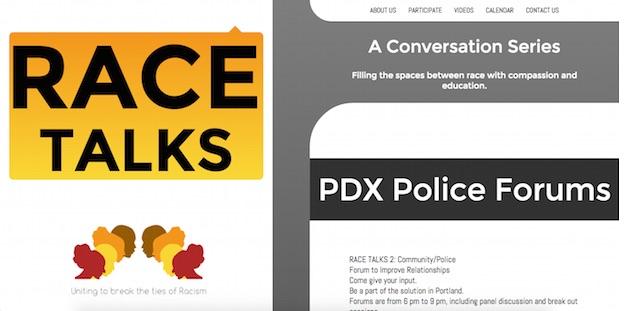 RACE
TALKS
Uniting to break the ties of Racism
ABOUT US PARTICIPATE VIDEOS CALENDAR CONTACT US
A Conversation Series
Filling the spaces between race with compassion and
education.
PDX Police Forums
RACE TALKS 2: Community/Police
Forum to Improve Relationships
Come give your input.
Be a part of the solution in Portland.
Forums are from 6 pm to 9 pm, including panel discussion and break out